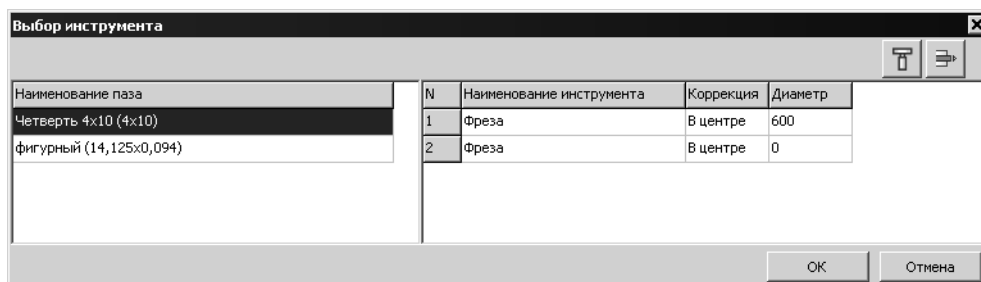 Выбор инструмента
Наименование паза
Четверть 4x10 (4x10)
фигурный (14,125x0,094)
N Наименование инструмента Коррекция Диаметр
1 Фреза В центре 600
2 Фреза В центре 0
ОК Отмена